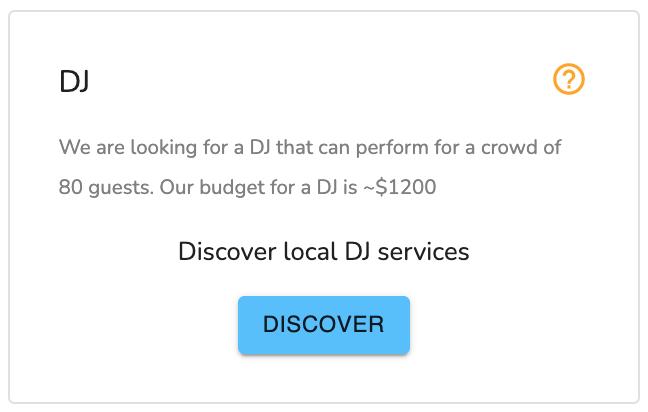 DJ
We are looking for a DJ that can perform for a crowd of
80 guests. Our budget for a DJ is ~$1200
Discover local DJ services
DISCOVER